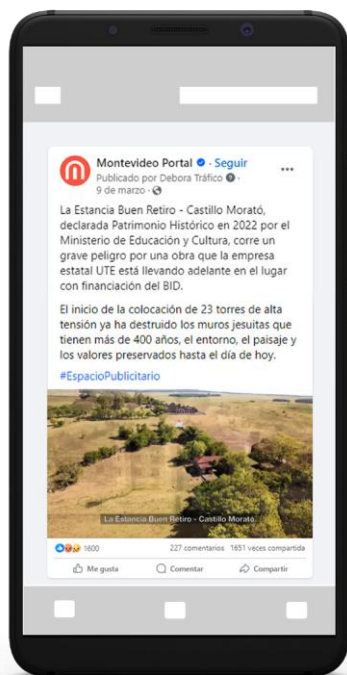 Montevideo Portal · Seguir
Publicado por Debora Tráfico ·
9 de marzo ·
La Estancia Buen Retiro - Castillo Morató,
declarada Patrimonio Histórico en 2022 por el
Ministerio de Educación y Cultura, corre un
grave peligro por una obra que la empresa
estatal UTE está llevando adelante en el lugar
con financiación del BID.
El inicio de la colocación de 23 torres de alta
tensión ya ha destruido los muros jesuitas que
tienen más de 400 años, el entorno, el paisaje y
los valores preservados hasta el día de hoy.
#EspacioPublicitario
La Estancia Buen Retiro - Castillo Morató
1600 227 comentarios 1651 veces compartida
Me gusta Comentar Compartir